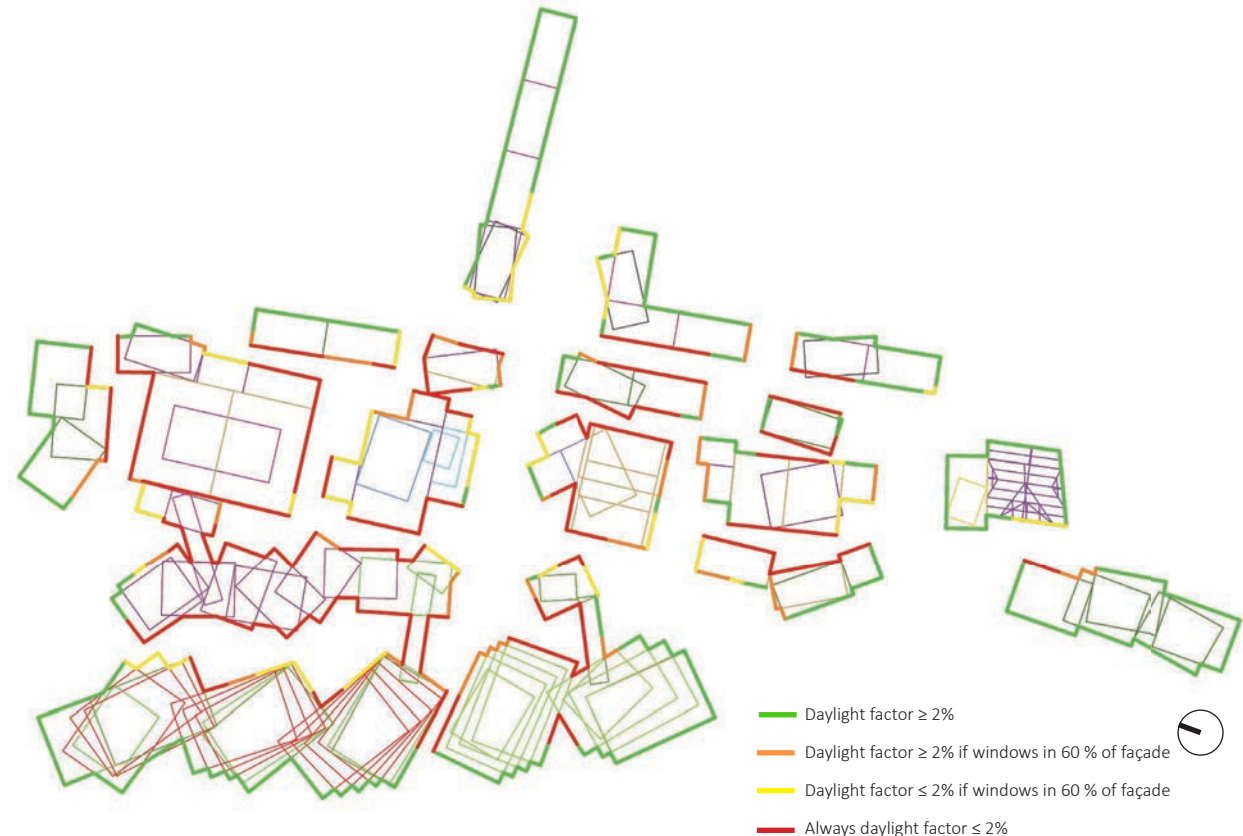 Daylight factor ≥ 2%
Daylight factor ≥ 2% if windows in 60 % of façade
Daylight factor ≤ 2% if windows in 60 % of façade
Always daylight factor ≤ 2%